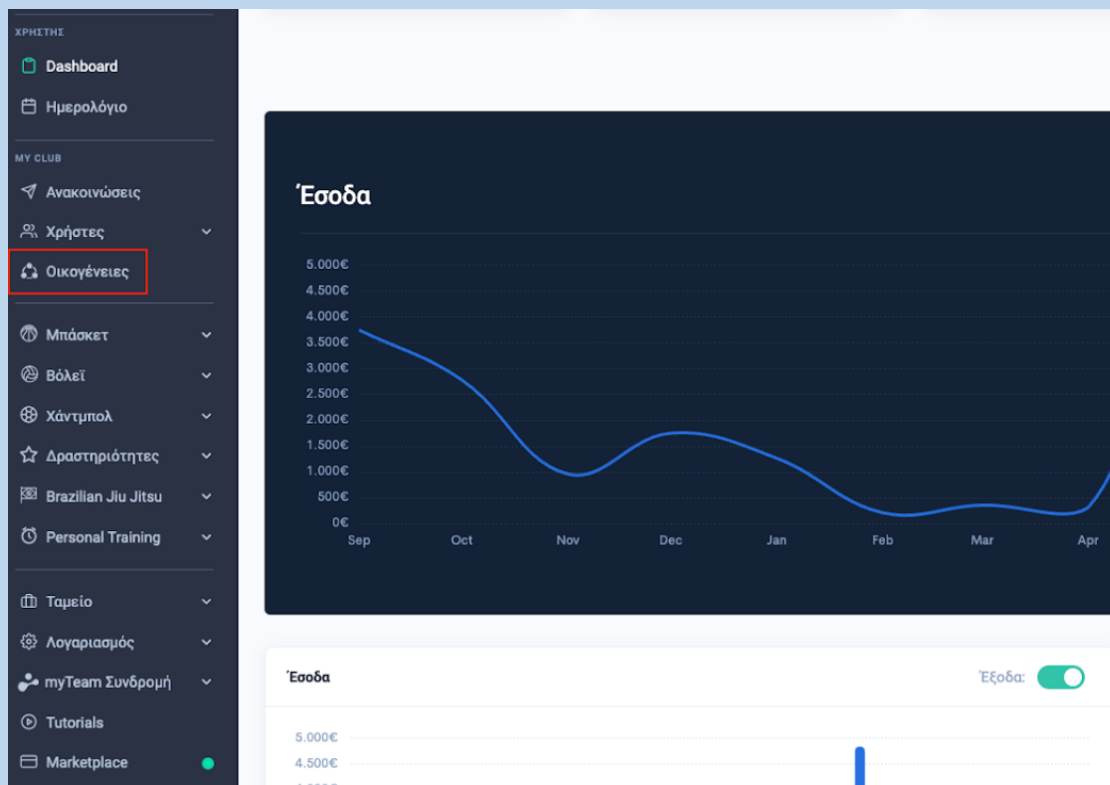 ΧΡΗΣΤΗΣ
Dashboard
Ημερολόγιο
MY CLUB
Ανακοινώσεις
Χρήστες
Οικογένειες
Μπάσκετ
Βόλεϊ
Χάντμπολ
Δραστηριότητες
Brazilian Jiu Jitsu
Personal Training
Ταμείο
Λογαριασμός
myTeam Συνδρομή
Tutorials
Marketplace
Έσοδα
5.000€
4.500€
4.000€
3.500€
3.000€
2.500€
2.000€
1.500€
1.000€
500€
0€
Sep Oct Nov Dec Jan Feb Mar Apr
Έσοδα Έξοδα:
5.000€
4.500€